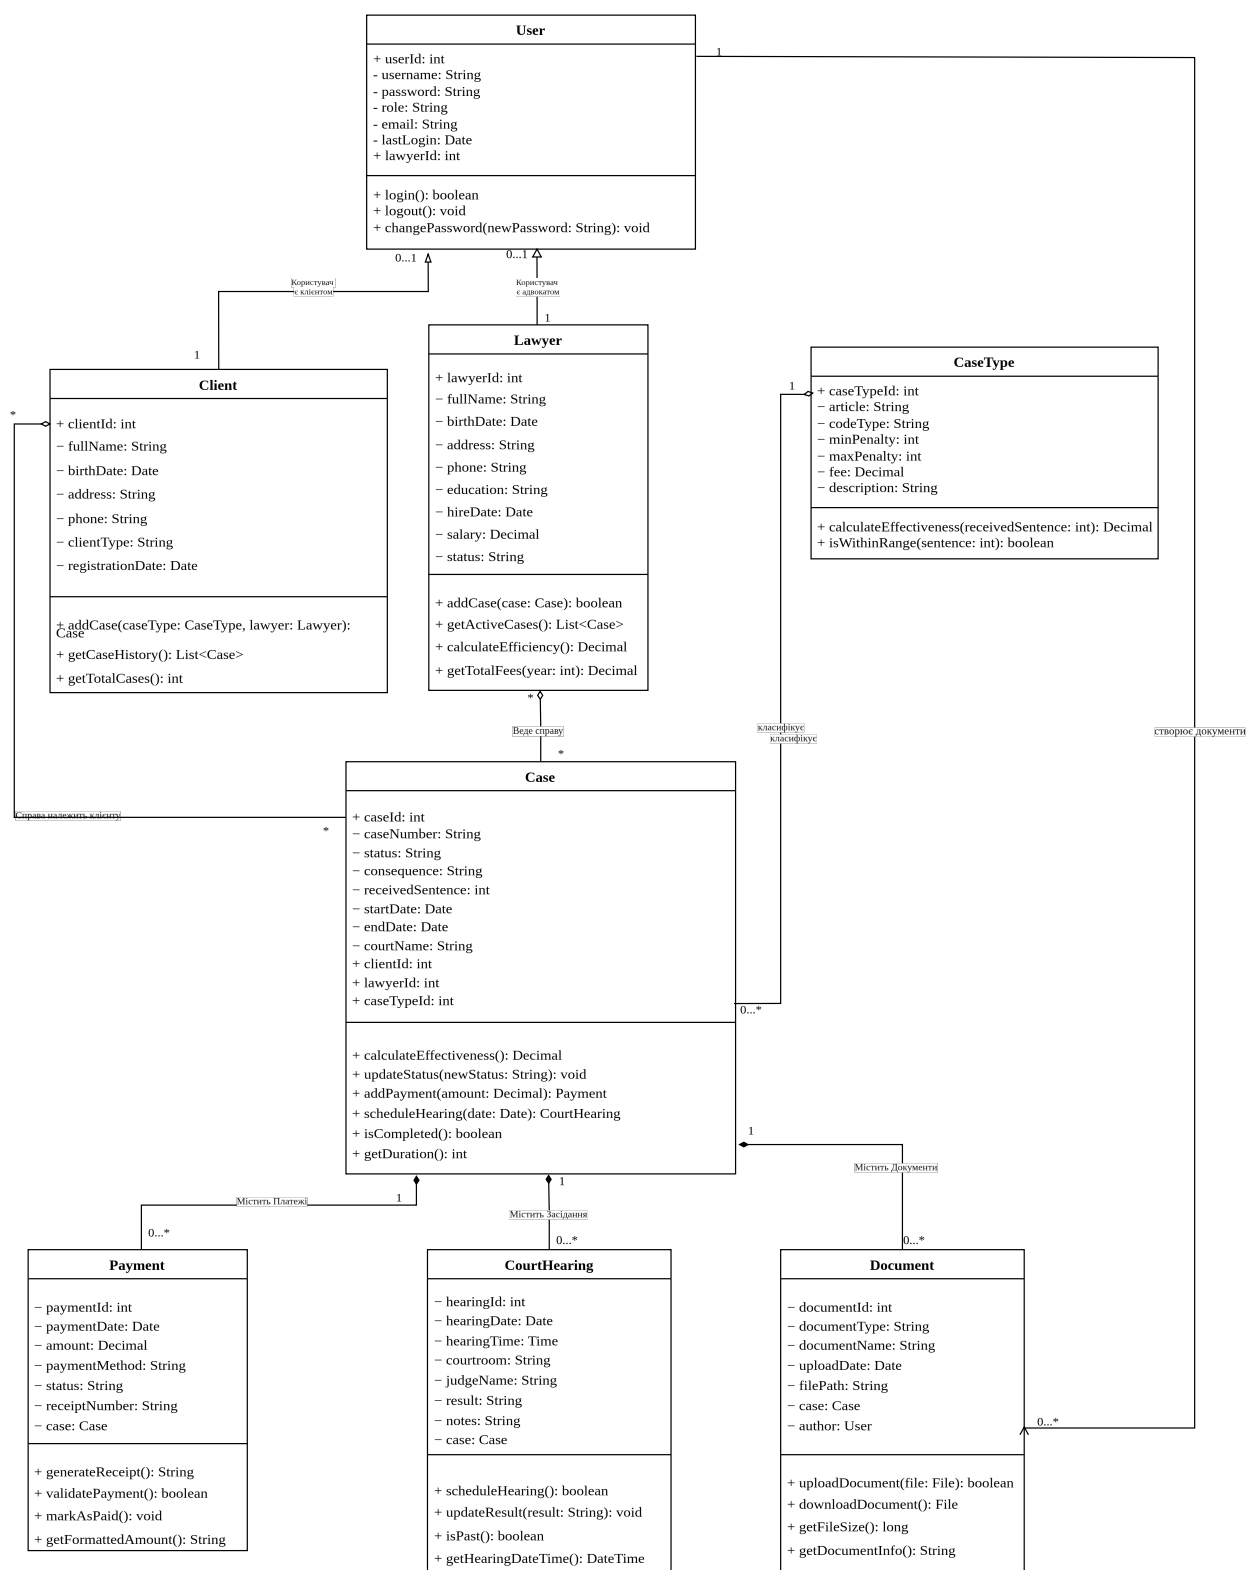 User
+ userId: int
- username: String
- password: String
- role: String
- email: String
- lastLogin: Date
+ lawyerId: int
+ login(): boolean
+ logout(): void
+ changePassword(newPassword: String): void
1
0...1
0...1
Користувач
є клієнтом
Користувач
є адвокатом
1
1
Client
+ clientId: int
− fullName: String
− birthDate: Date
− address: String
− phone: String
− clientType: String
− registrationDate: Date
+ addCase(caseType: CaseType, lawyer: Lawyer):
Case
+ getCaseHistory(): List<Case>
+ getTotalCases(): int
*
Lawyer
+ lawyerId: int
− fullName: String
− birthDate: Date
− address: String
− phone: String
− education: String
− hireDate: Date
− salary: Decimal
− status: String
+ addCase(case: Case): boolean
+ getActiveCases(): List<Case>
+ calculateEfficiency(): Decimal
+ getTotalFees(year: int): Decimal
CaseType
1
+ caseTypeId: int
− article: String
− codeType: String
− minPenalty: int
− maxPenalty: int
− fee: Decimal
− description: String
+ calculateEffectiveness(receivedSentence: int): Decimal
+ isWithinRange(sentence: int): boolean
*
Веде справу
*
класифікує
класифікує
створює документи
Справа належить клієнту
*
Case
+ caseId: int
− caseNumber: String
− status: String
− consequence: String
− receivedSentence: int
− startDate: Date
− endDate: Date
− courtName: String
+ clientId: int
+ lawyerId: int
+ caseTypeId: int
0...*
+ calculateEffectiveness(): Decimal
+ updateStatus(newStatus: String): void
+ addPayment(amount: Decimal): Payment
+ scheduleHearing(date: Date): CourtHearing
+ isCompleted(): boolean
+ getDuration(): int
1
Містить Документи
1
Містить Платежі
1
Містить Засідання
0...*
0...*
0...*
Payment
− paymentId: int
− paymentDate: Date
− amount: Decimal
− paymentMethod: String
− status: String
− receiptNumber: String
− case: Case
+ generateReceipt(): String
+ validatePayment(): boolean
+ markAsPaid(): void
+ getFormattedAmount(): String
CourtHearing
− hearingId: int
− hearingDate: Date
− hearingTime: Time
− courtroom: String
− judgeName: String
− result: String
− notes: String
− case: Case
+ scheduleHearing(): boolean
+ updateResult(result: String): void
+ isPast(): boolean
+ getHearingDateTime(): DateTime
Document
− documentId: int
− documentType: String
− documentName: String
− uploadDate: Date
− filePath: String
− case: Case
− author: User
0...*
+ uploadDocument(file: File): boolean
+ downloadDocument(): File
+ getFileSize(): long
+ getDocumentInfo(): String